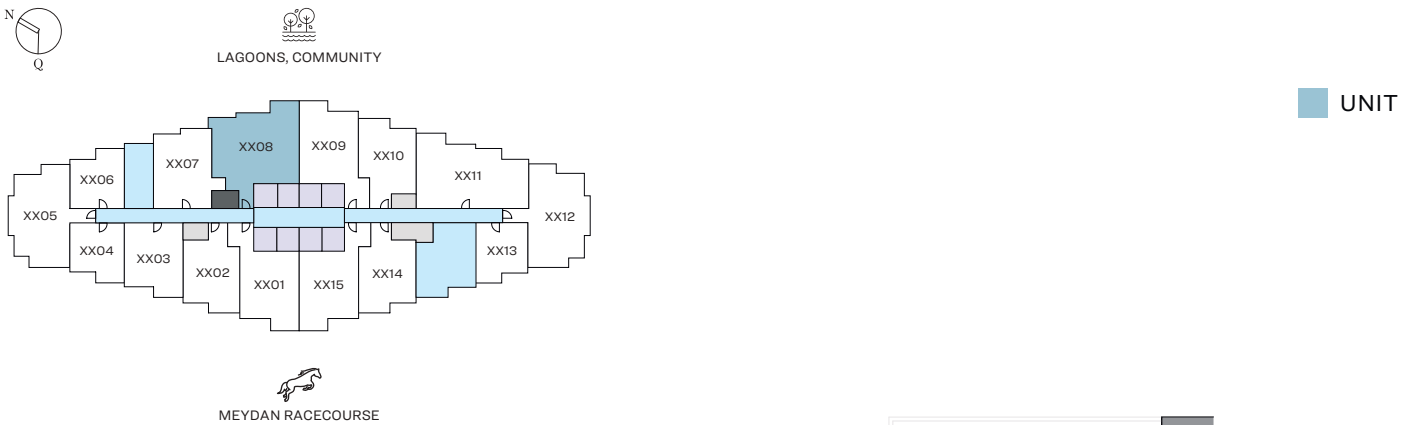 N
Q
LAGOONS, COMMUNITY
UNIT
XX08
XX09
XX07
XX10
XX06
XX11
XX05
XX12
XX04
XX03
XX02
XX01
XX15
XX14
XX13
MEYDAN RACECOURSE